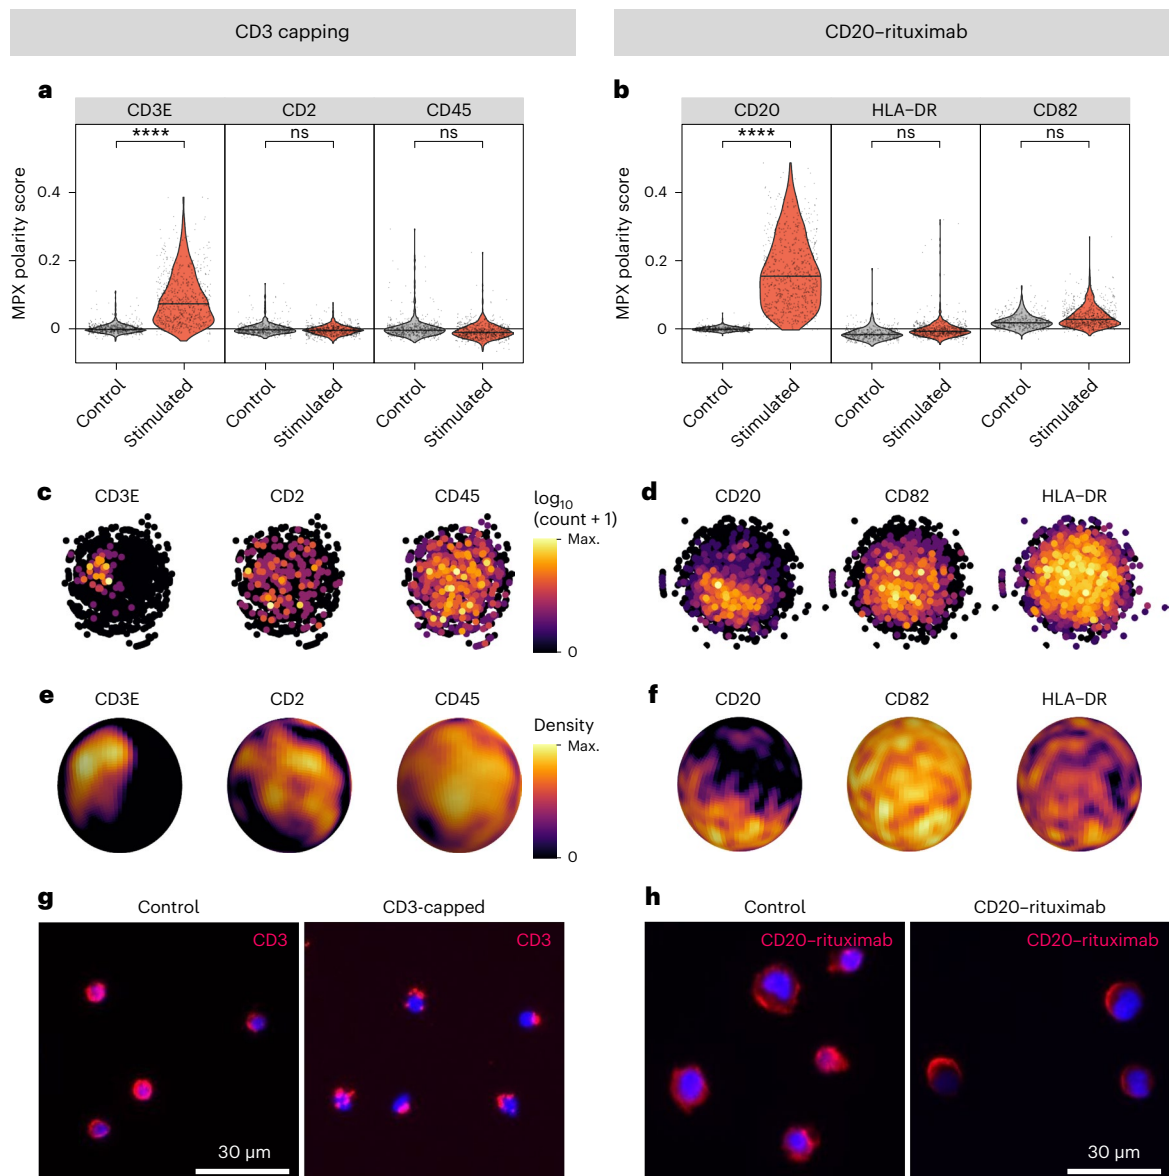 CD3 capping
CD20–rituximab
a
CD3E CD2 CD45
**** ns ns
MPX polarity score
0.4
0.2
0
Control Stimulated Control Stimulated Control Stimulated
b
CD20 HLA–DR CD82
**** ns ns
MPX polarity score
0.4
0.2
0
Control Stimulated Control Stimulated Control Stimulated
c
CD3E CD2 CD45
log10
(count + 1)
Max.
0
d
CD20 CD82 HLA–DR
e
CD3E CD2 CD45
Density
Max.
0
f
CD20 CD82 HLA–DR
g
Control CD3-capped
CD3 CD3
30 µm
h
Control CD20–rituximab
CD20–rituximab CD20–rituximab
30 µm